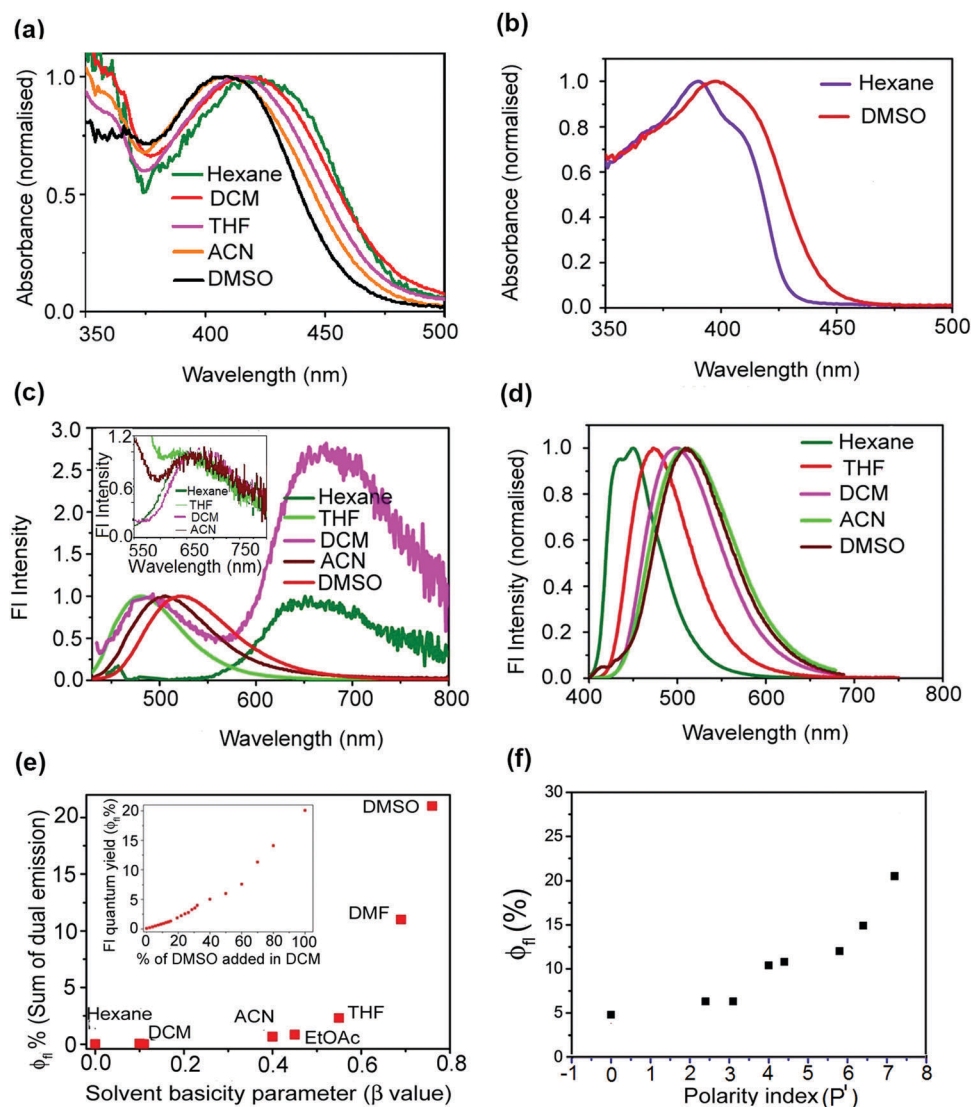 (a)
Absorbance (normalised)
1.0
0.5
0.0
Hexane
DCM
THF
ACN
DMSO
350 400 450 500
Wavelength (nm)
(b)
Absorbance (normalised)
1.0
0.8
0.6
0.4
0.2
0.0
Hexane
DMSO
350 400 450 500
Wavelength (nm)
(c)
FI Intensity
3.0
2.5
2.0
1.5
1.0
0.5
0.0
FI Intensity
1.2
0.6
0.0
Hexane
THF
DCM
ACN
550 650 750
Wavelength (nm)
Hexane
THF
DCM
ACN
DMSO
500 600 700 800
Wavelength (nm)
(d)
FI Intensity (normalised)
1.0
0.8
0.6
0.4
0.2
0.0
Hexane
THF
DCM
ACN
DMSO
400 500 600 700 800
Wavelength (nm)
(e)
ϕfl % (Sum of dual emission)
20
15
10
5
0
FI quantum yield (ϕfl%)
20
15
10
5
0
0 20 40 60 80 100
% of DMSO added in DCM
DMSO
DMF
THF
ACN
EtOAc
Hexane
DCM
0.0 0.2 0.4 0.6 0.8
Solvent basicity parameter (β value)
(f)
ϕfl (%)
30
25
20
15
10
5
0
-1 0 1 2 3 4 5 6 7 8
Polarity index (P')